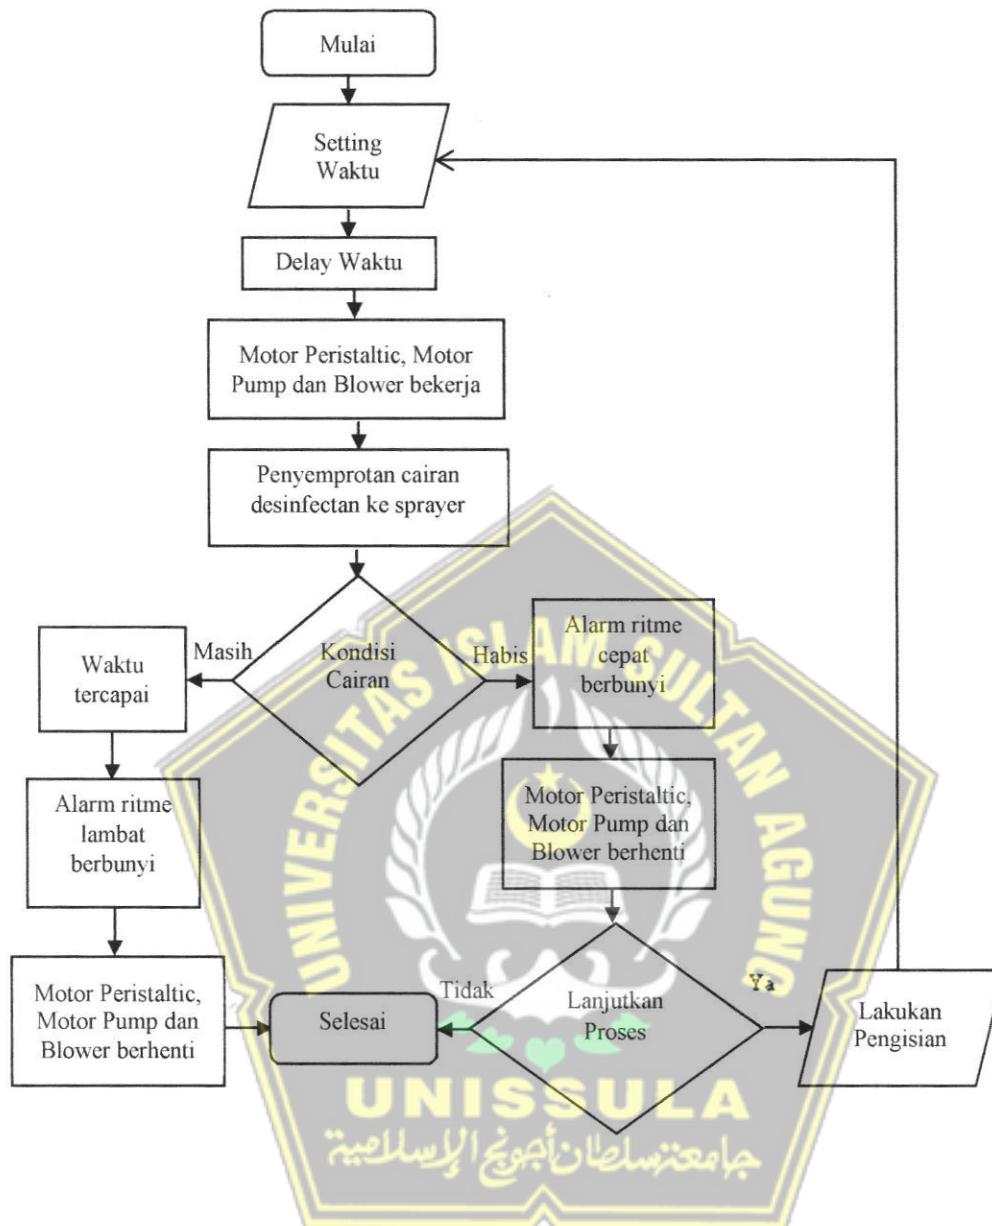 Mulai
Setting
Waktu
Delay Waktu
Motor Peristaltic, Motor
Pump dan Blower bekerja
Penyemprotan cairan
desinfectan ke sprayer
Kondisi
Cairan
Masih
Habis
Waktu
tercapai
Alarm ritme
lambat
berbunyi
Motor Peristaltic,
Motor Pump dan
Blower berhenti
Alarm ritme
cepat
berbunyi
Motor Peristaltic,
Motor Pump dan
Blower berhenti
Lanjutkan
Proses
Tidak
Ya
Selesai
Lakukan
Pengisian
UNIVERSITAS ISLAM SULTAN AGUNG
UNISSULA
جامعة سلطان أجونج الإسلامية